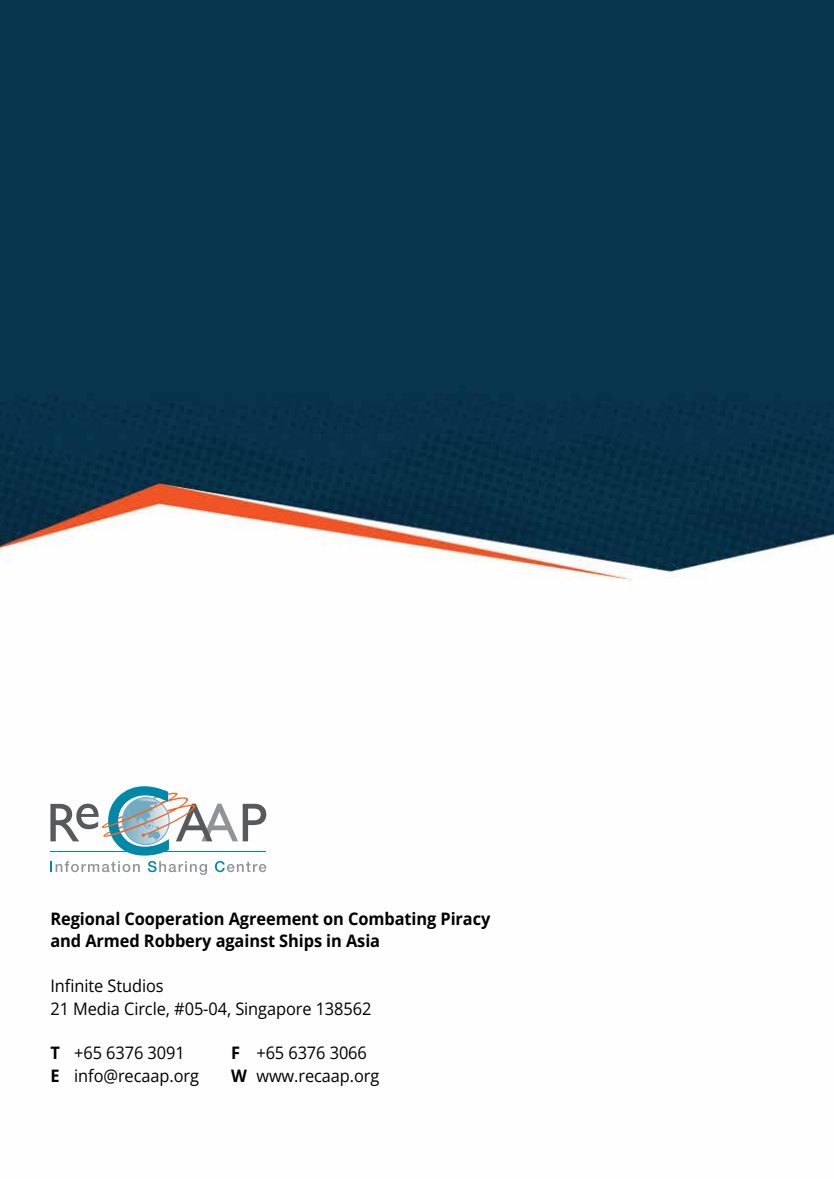 ReCAAP
Information Sharing Centre
Regional Cooperation Agreement on Combating Piracy
and Armed Robbery against Ships in Asia
Infinite Studios
21 Media Circle, #05-04, Singapore 138562
T +65 6376 3091 F +65 6376 3066
E info@recaap.org W www.recaap.org